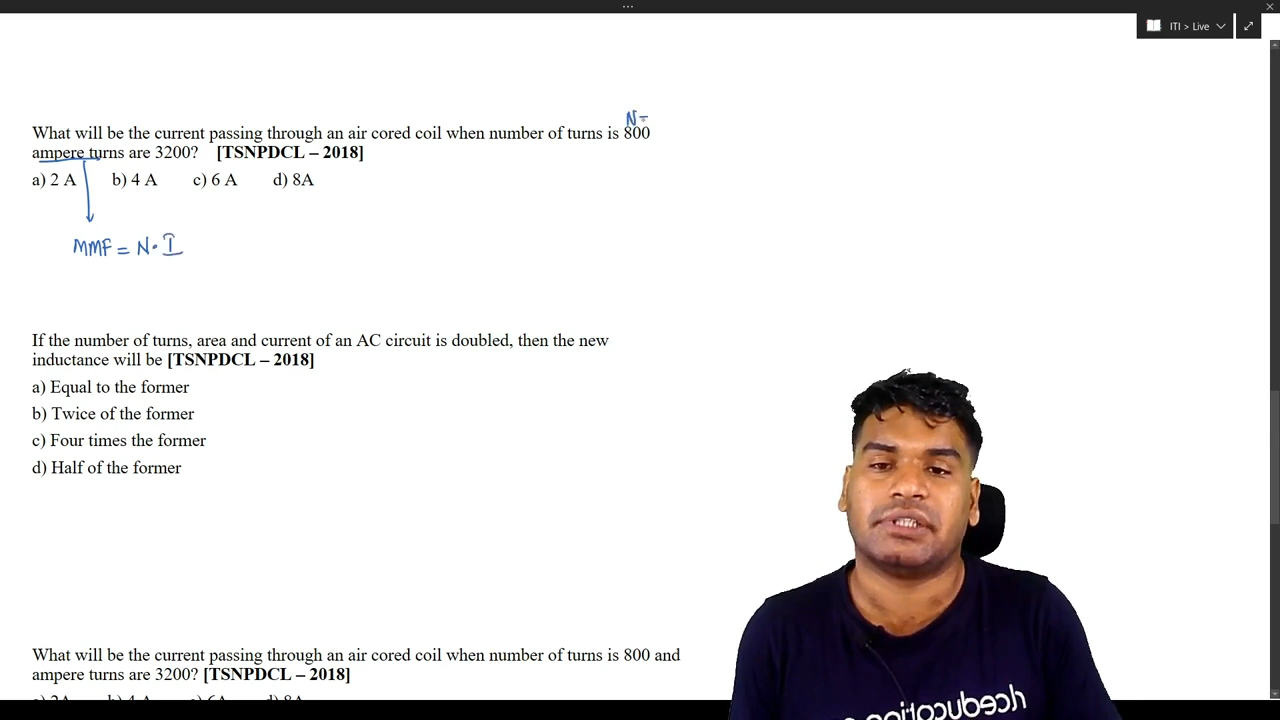 ITI > Live
N=
What will be the current passing through an air cored coil when number of turns is 800
ampere turns are 3200? [TSNPDCL – 2018]
a) 2 A b) 4 A c) 6 A d) 8A
MMF = N · I
If the number of turns, area and current of an AC circuit is doubled, then the new
inductance will be [TSNPDCL – 2018]
a) Equal to the former
b) Twice of the former
c) Four times the former
d) Half of the former
What will be the current passing through an air cored coil when number of turns is 800 and
ampere turns are 3200? [TSNPDCL – 2018]
a) 2A b) 4 A c) 6A d) 8A